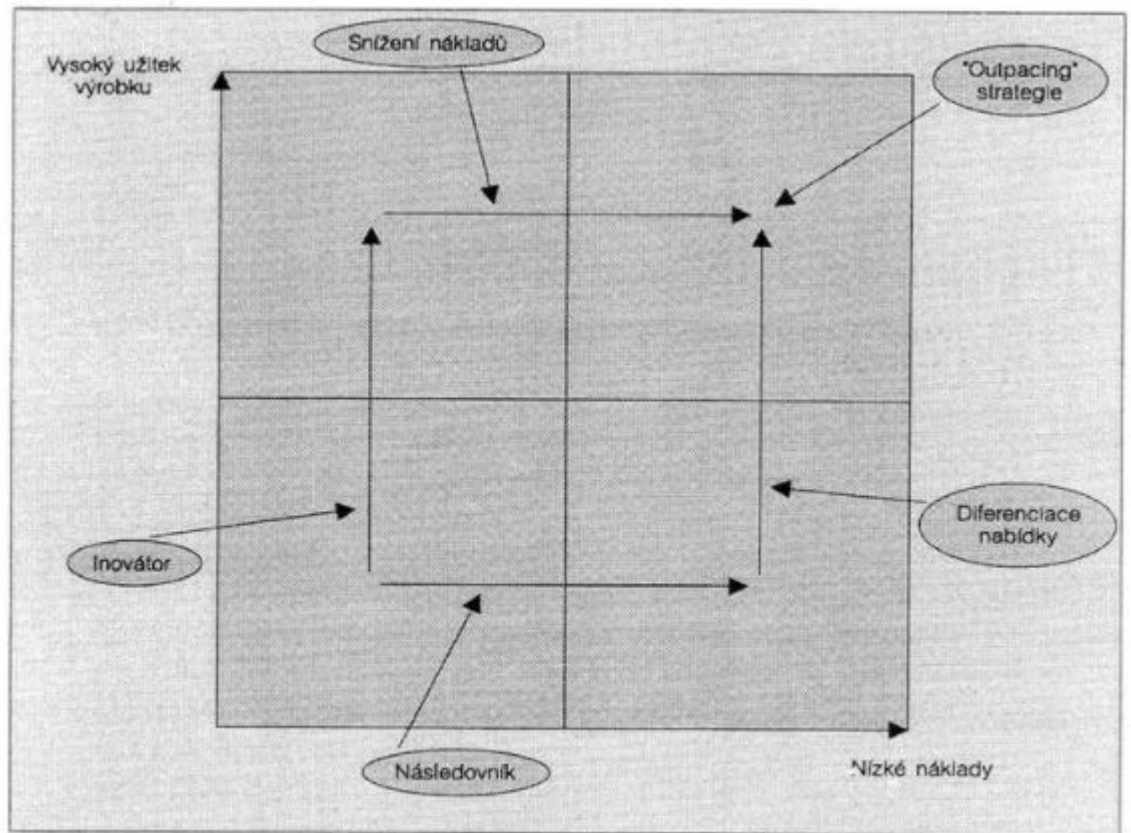 Snížení nákladů
Vysoký užitek
výrobku
"Outpacing"
strategie
Diferenciace
nabídky
Inovátor
Následovník
Nízké náklady